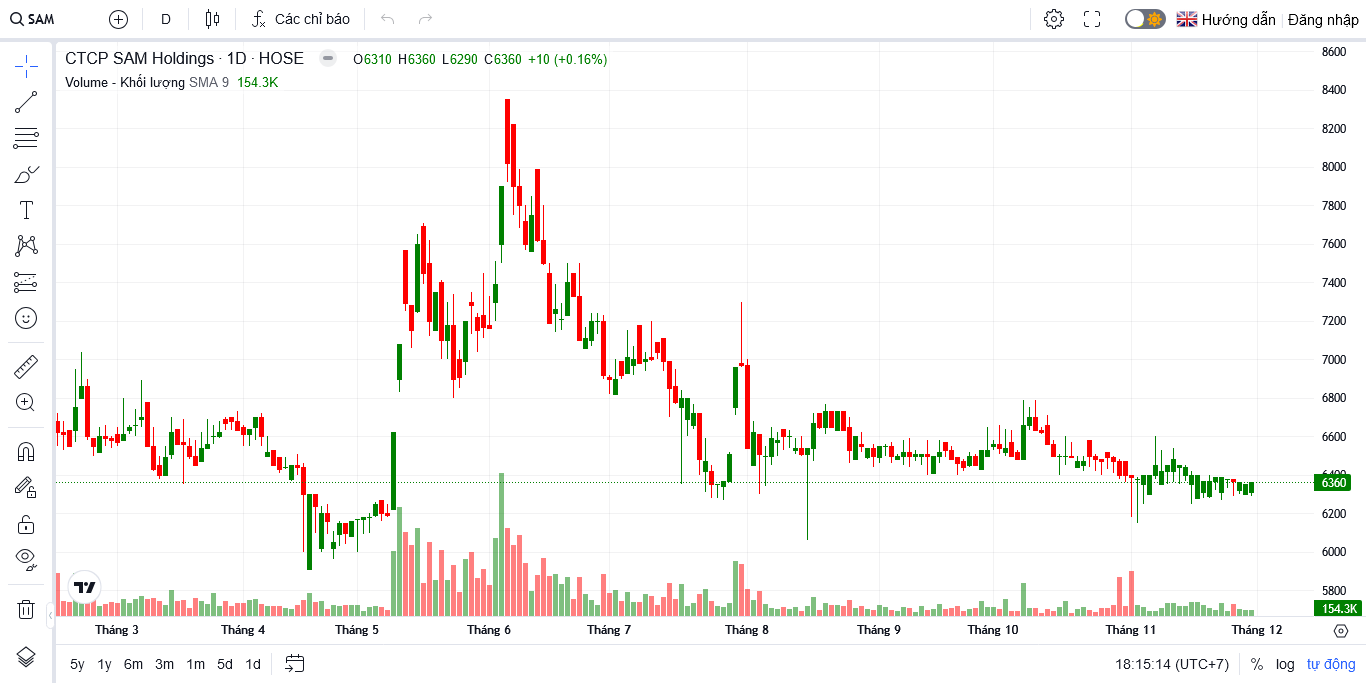 SAM D Các chỉ báo Hướng dẫn Đăng nhập
CTCP SAM Holdings · 1D · HOSE O6310 H6360 L6290 C6360 +10 (+0.16%)
Volume - Khối lượng SMA 9 154.3K
8600
8400
8200
8000
7800
7600
7400
7200
7000
6800
6600
6400
6360
6200
6000
5800
154.3K
Tháng 3 Tháng 4 Tháng 5 Tháng 6 Tháng 7 Tháng 8 Tháng 9 Tháng 10 Tháng 11 Tháng 12
5y 1y 6m 3m 1m 5d 1d 18:15:14 (UTC+7) % log tự động